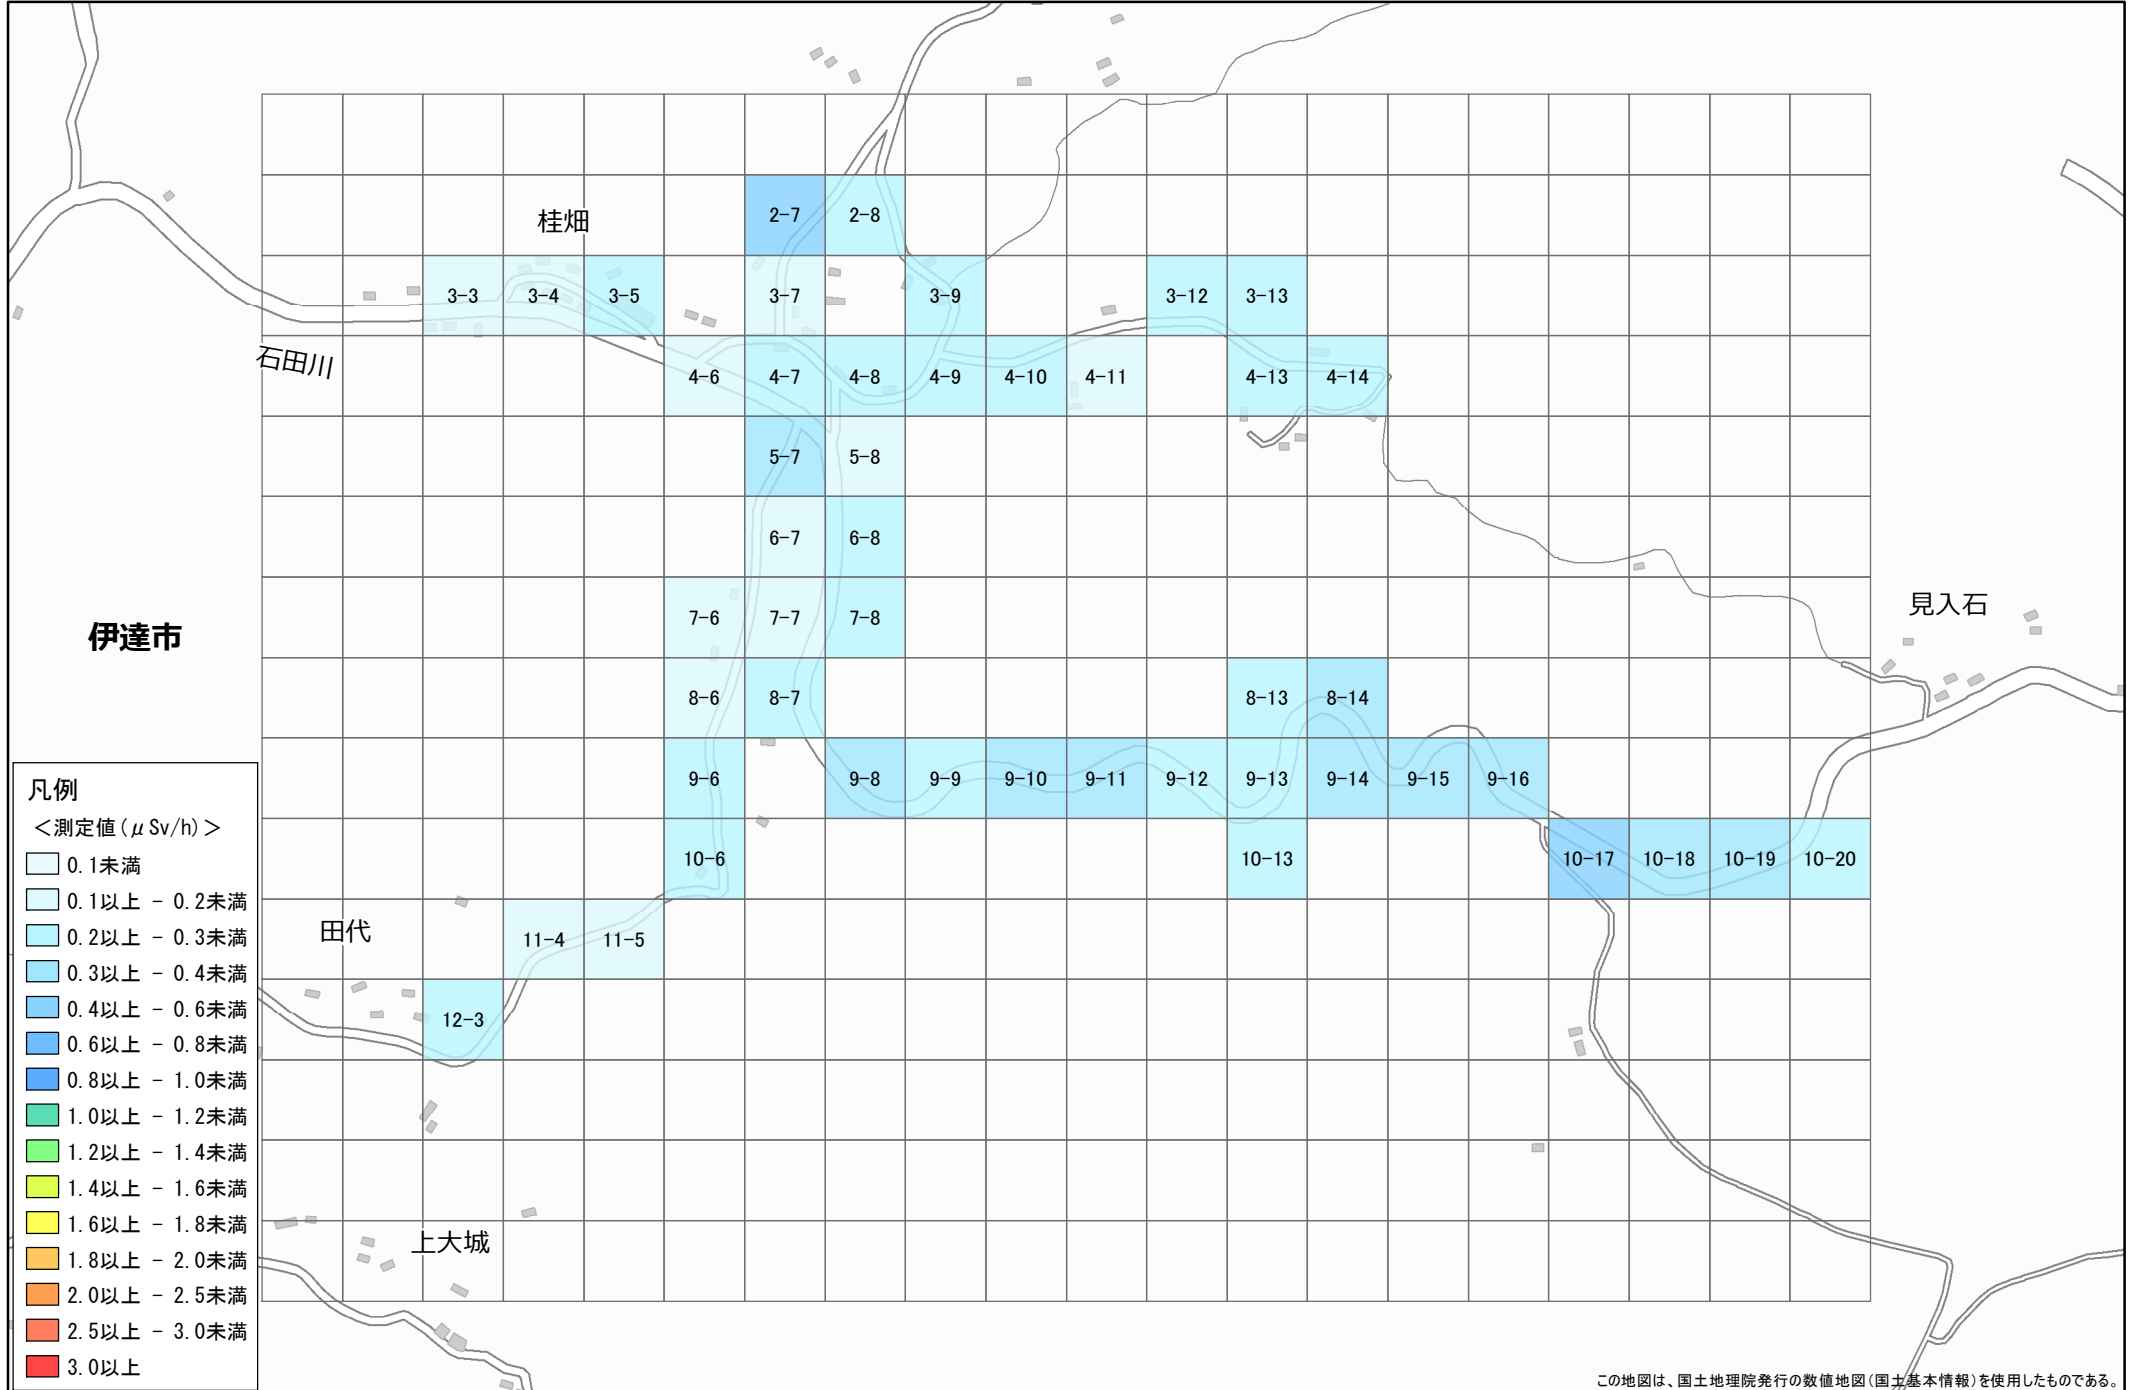 2-7 2-8
桂畑
3-3 3-4 3-5 3-7 3-9 3-12 3-13
石田川
4-6 4-7 4-8 4-9 4-10 4-11 4-13 4-14
5-7 5-8
6-7 6-8
見入石
7-6 7-7 7-8
伊達市
8-6 8-7 8-13 8-14
9-6 9-8 9-9 9-10 9-11 9-12 9-13 9-14 9-15 9-16
10-6 10-13 10-17 10-18 10-19 10-20
田代
11-4 11-5
12-3
上大城
凡例
＜測定値(μSv/h)＞
0.1未満
0.1以上 - 0.2未満
0.2以上 - 0.3未満
0.3以上 - 0.4未満
0.4以上 - 0.6未満
0.6以上 - 0.8未満
0.8以上 - 1.0未満
1.0以上 - 1.2未満
1.2以上 - 1.4未満
1.4以上 - 1.6未満
1.6以上 - 1.8未満
1.8以上 - 2.0未満
2.0以上 - 2.5未満
2.5以上 - 3.0未満
3.0以上
この地図は、国土地理院発行の数値地図(国土基本情報)を使用したものである。